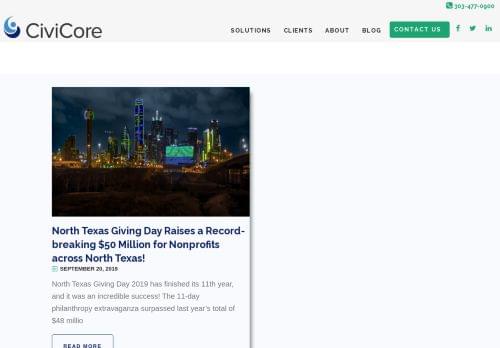 303-477-0900
CiviCore
SOLUTIONS CLIENTS ABOUT BLOG CONTACT US
North Texas Giving Day Raises a Record-
breaking $50 Million for Nonprofits
across North Texas!
SEPTEMBER 20, 2019
North Texas Giving Day 2019 has finished its 11th year,
and it was an incredible success! The 11-day
philanthropy extravaganza surpassed last year's total of
$48 millio
READ MORE